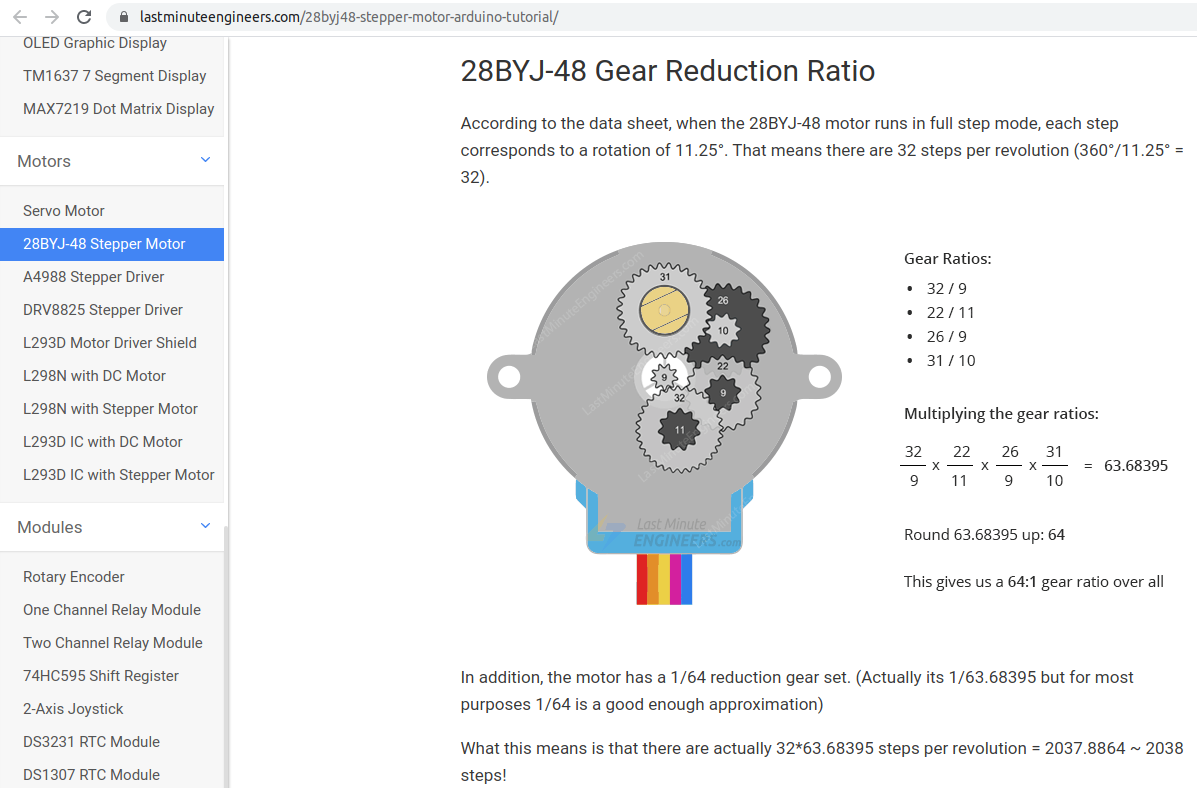 lastminuteengineers.com/28byj48-stepper-motor-arduino-tutorial/
OLED Graphic Display
TM1637 7 Segment Display
MAX7219 Dot Matrix Display
Motors
Servo Motor
28BYJ-48 Stepper Motor
A4988 Stepper Driver
DRV8825 Stepper Driver
L293D Motor Driver Shield
L298N with DC Motor
L298N with Stepper Motor
L293D IC with DC Motor
L293D IC with Stepper Motor
Modules
Rotary Encoder
One Channel Relay Module
Two Channel Relay Module
74HC595 Shift Register
2-Axis Joystick
DS3231 RTC Module
DS1307 RTC Module
28BYJ-48 Gear Reduction Ratio
According to the data sheet, when the 28BYJ-48 motor runs in full step mode, each step
corresponds to a rotation of 11.25°. That means there are 32 steps per revolution (360°/11.25° =
32).
31
26
10
22
9
9
32
11
Last Minute
ENGINEERS.com
Gear Ratios:
• 32 / 9
• 22 / 11
• 26 / 9
• 31 / 10
Multiplying the gear ratios:
32 22 26 31
x x x = 63.68395
9 11 9 10
Round 63.68395 up: 64
This gives us a 64:1 gear ratio over all
In addition, the motor has a 1/64 reduction gear set. (Actually its 1/63.68395 but for most
purposes 1/64 is a good enough approximation)
What this means is that there are actually 32*63.68395 steps per revolution = 2037.8864 ~ 2038
steps!